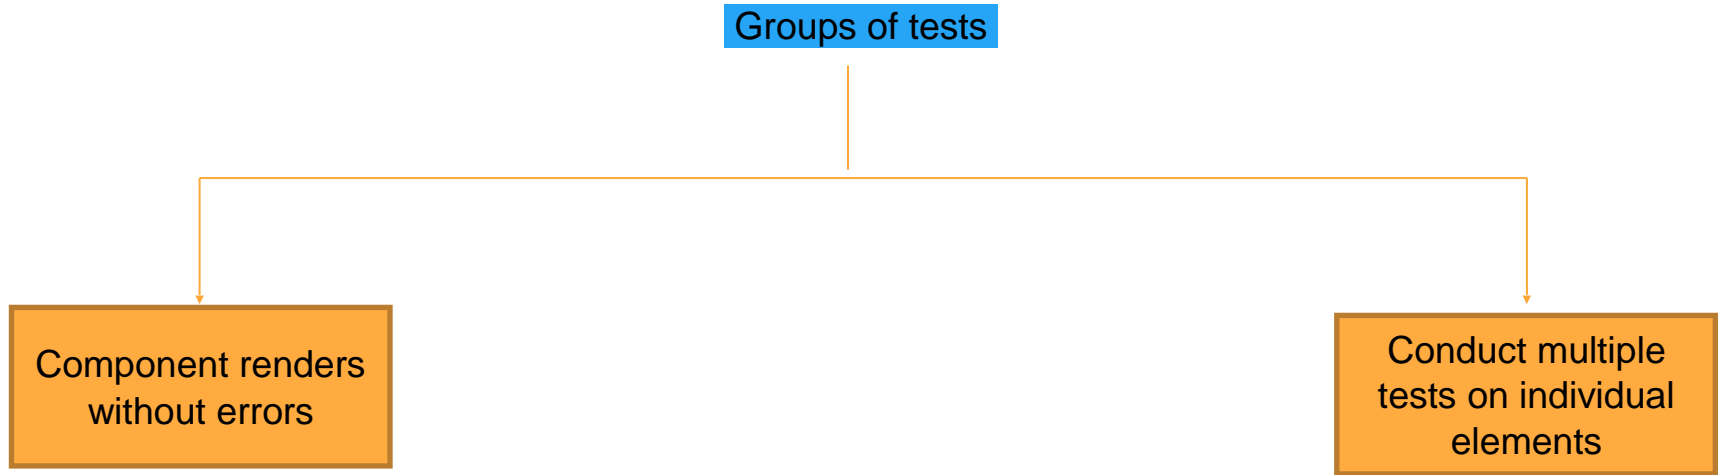 Groups of tests
Component renders
without errors
Conduct multiple
tests on individual
elements